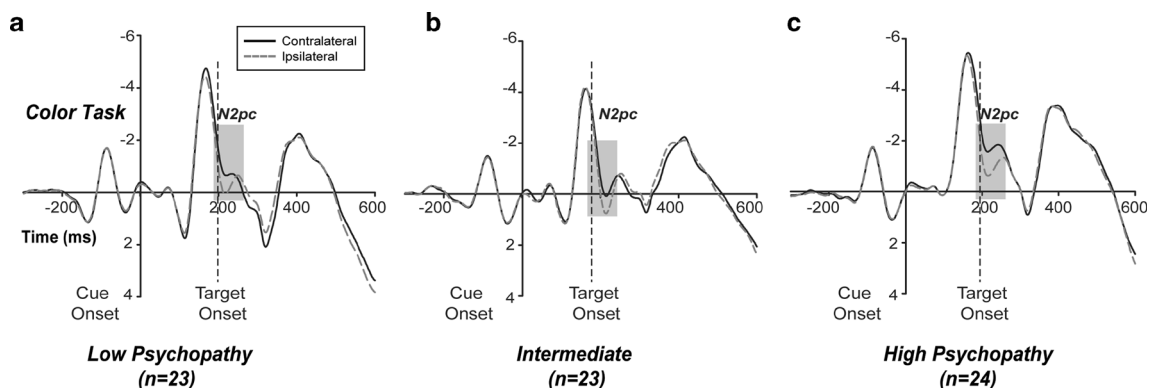 a
b
c
-6
-6
-6
Contralateral
Ipsilateral
-4
-4
-4
Color Task
N2pc
N2pc
N2pc
-2
-2
-2
-200
200
400
600
-200
200
400
600
-200
200
400
600
Time (ms)
2
2
2
4
4
4
Cue
Onset
Target
Onset
Cue
Onset
Target
Onset
Cue
Onset
Target
Onset
Low Psychopathy
(n=23)
Intermediate
(n=23)
High Psychopathy
(n=24)